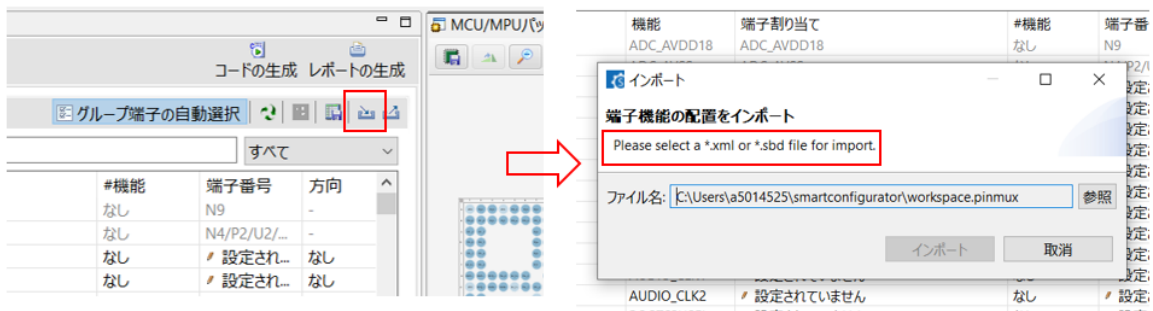 コードの生成 レポートの生成
グループ端子の自動選択
すべて
#機能 端子番号 方向
なし N9 -
なし N4/P2/U2/... -
なし 設定され... なし
なし 設定され... なし
MCU/MPU/パッ
機能 端子割り当て #機能 端子番
ADC_AVDD18 ADC_AVDD18 なし N9
インポート
端子機能の配置をインポート
Please select a *.xml or *.sbd file for import.
ファイル名: C:\Users\a5014525\smartconfigurator\workspace.pinmux 参照
インポート 取消
AUDIO_CLK2 設定されていません なし 設定